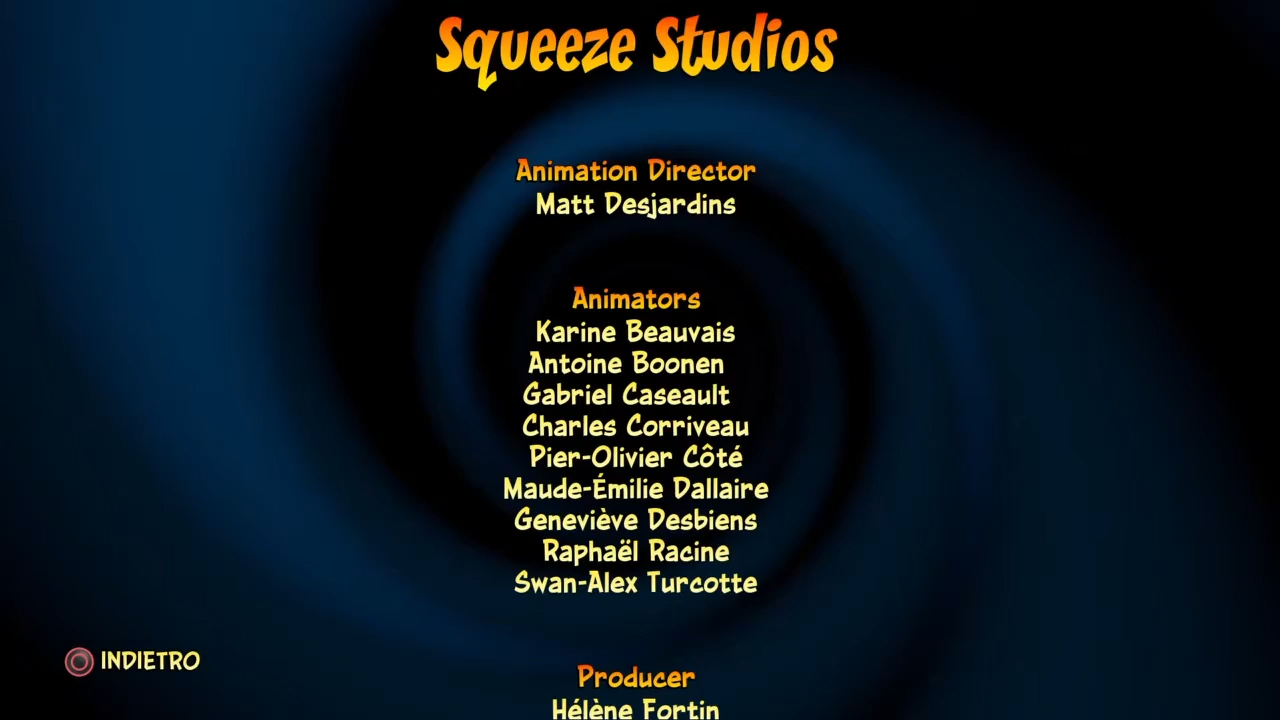 Squeeze Studios
Animation Director
Matt Desjardins
Animators
Karine Beauvais
Antoine Boonen
Gabriel Caseault
Charles Corriveau
Pier-Olivier Côté
Maude-Émilie Dallaire
Geneviève Desbiens
Raphaël Racine
Swan-Alex Turcotte
INDIETRO
Producer
Hélène Fortin